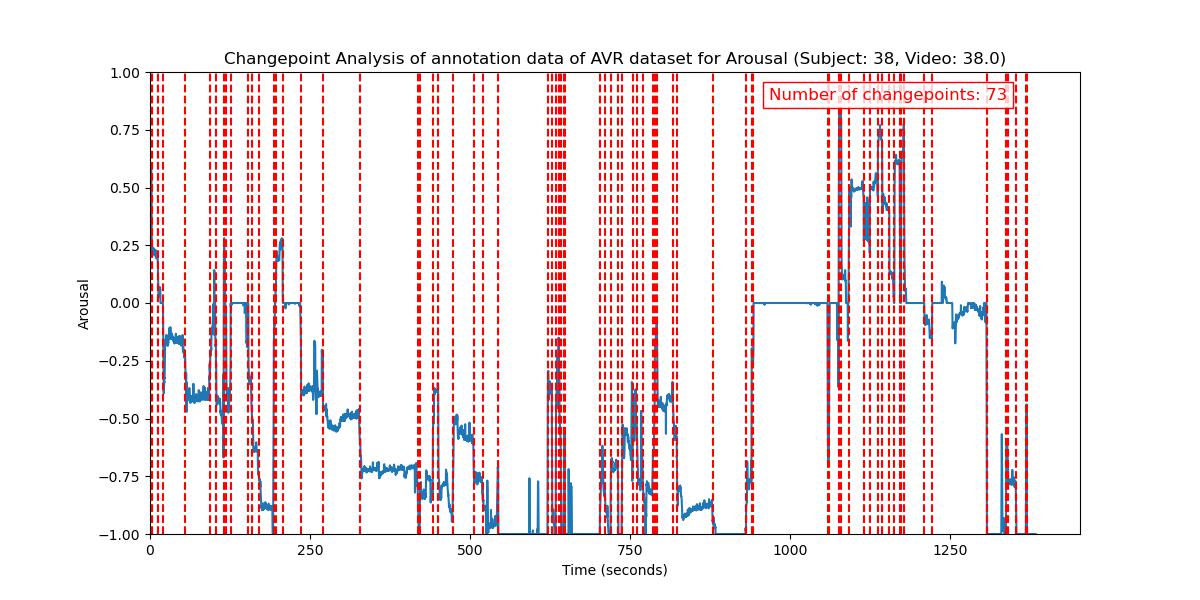 Changepoint Analysis of annotation data of AVR dataset for Arousal (Subject: 38, Video: 38.0)
Number of changepoints: 73
1.00
0.75
0.50
0.25
0.00
−0.25
−0.50
−0.75
−1.00
Arousal
0 250 500 750 1000 1250
Time (seconds)